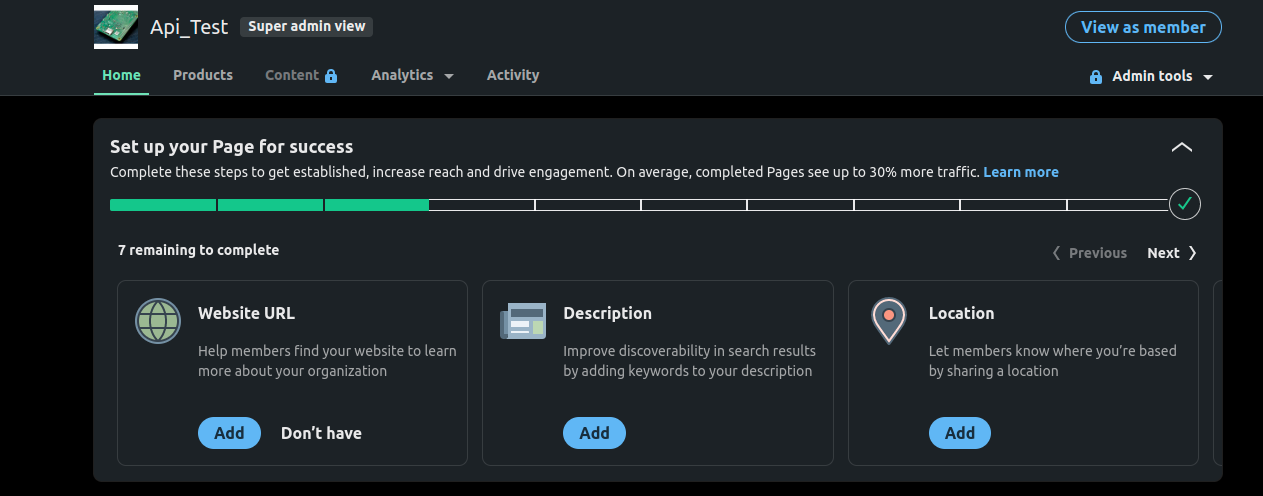 Api_Test Super admin view View as member
Home Products Content Analytics Activity Admin tools
Set up your Page for success
Complete these steps to get established, increase reach and drive engagement. On average, completed Pages see up to 30% more traffic. Learn more
7 remaining to complete Previous Next
Website URL
Help members find your website to learn
more about your organization
Add Don’t have
Description
Improve discoverability in search results
by adding keywords to your description
Add
Location
Let members know where you’re based
by sharing a location
Add